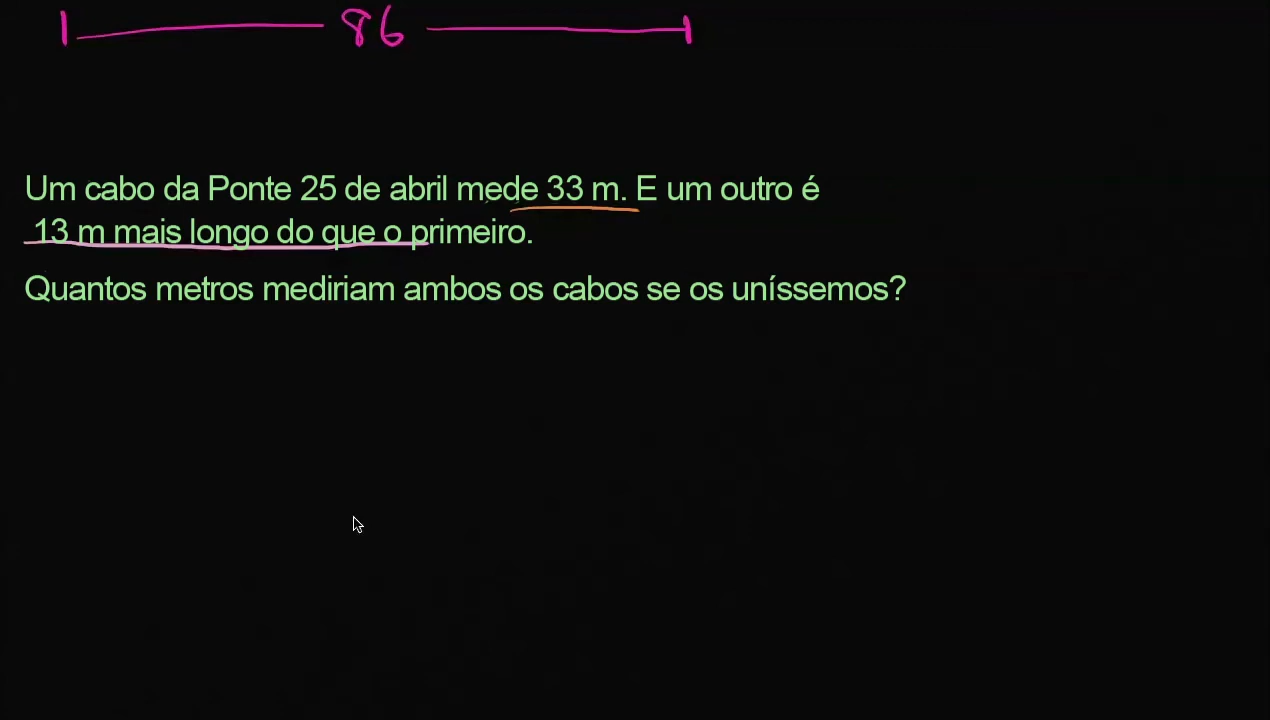 86
Um cabo da Ponte 25 de abril mede 33 m. E um outro é
13 m mais longo do que o primeiro.
Quantos metros mediriam ambos os cabos se os uníssemos?